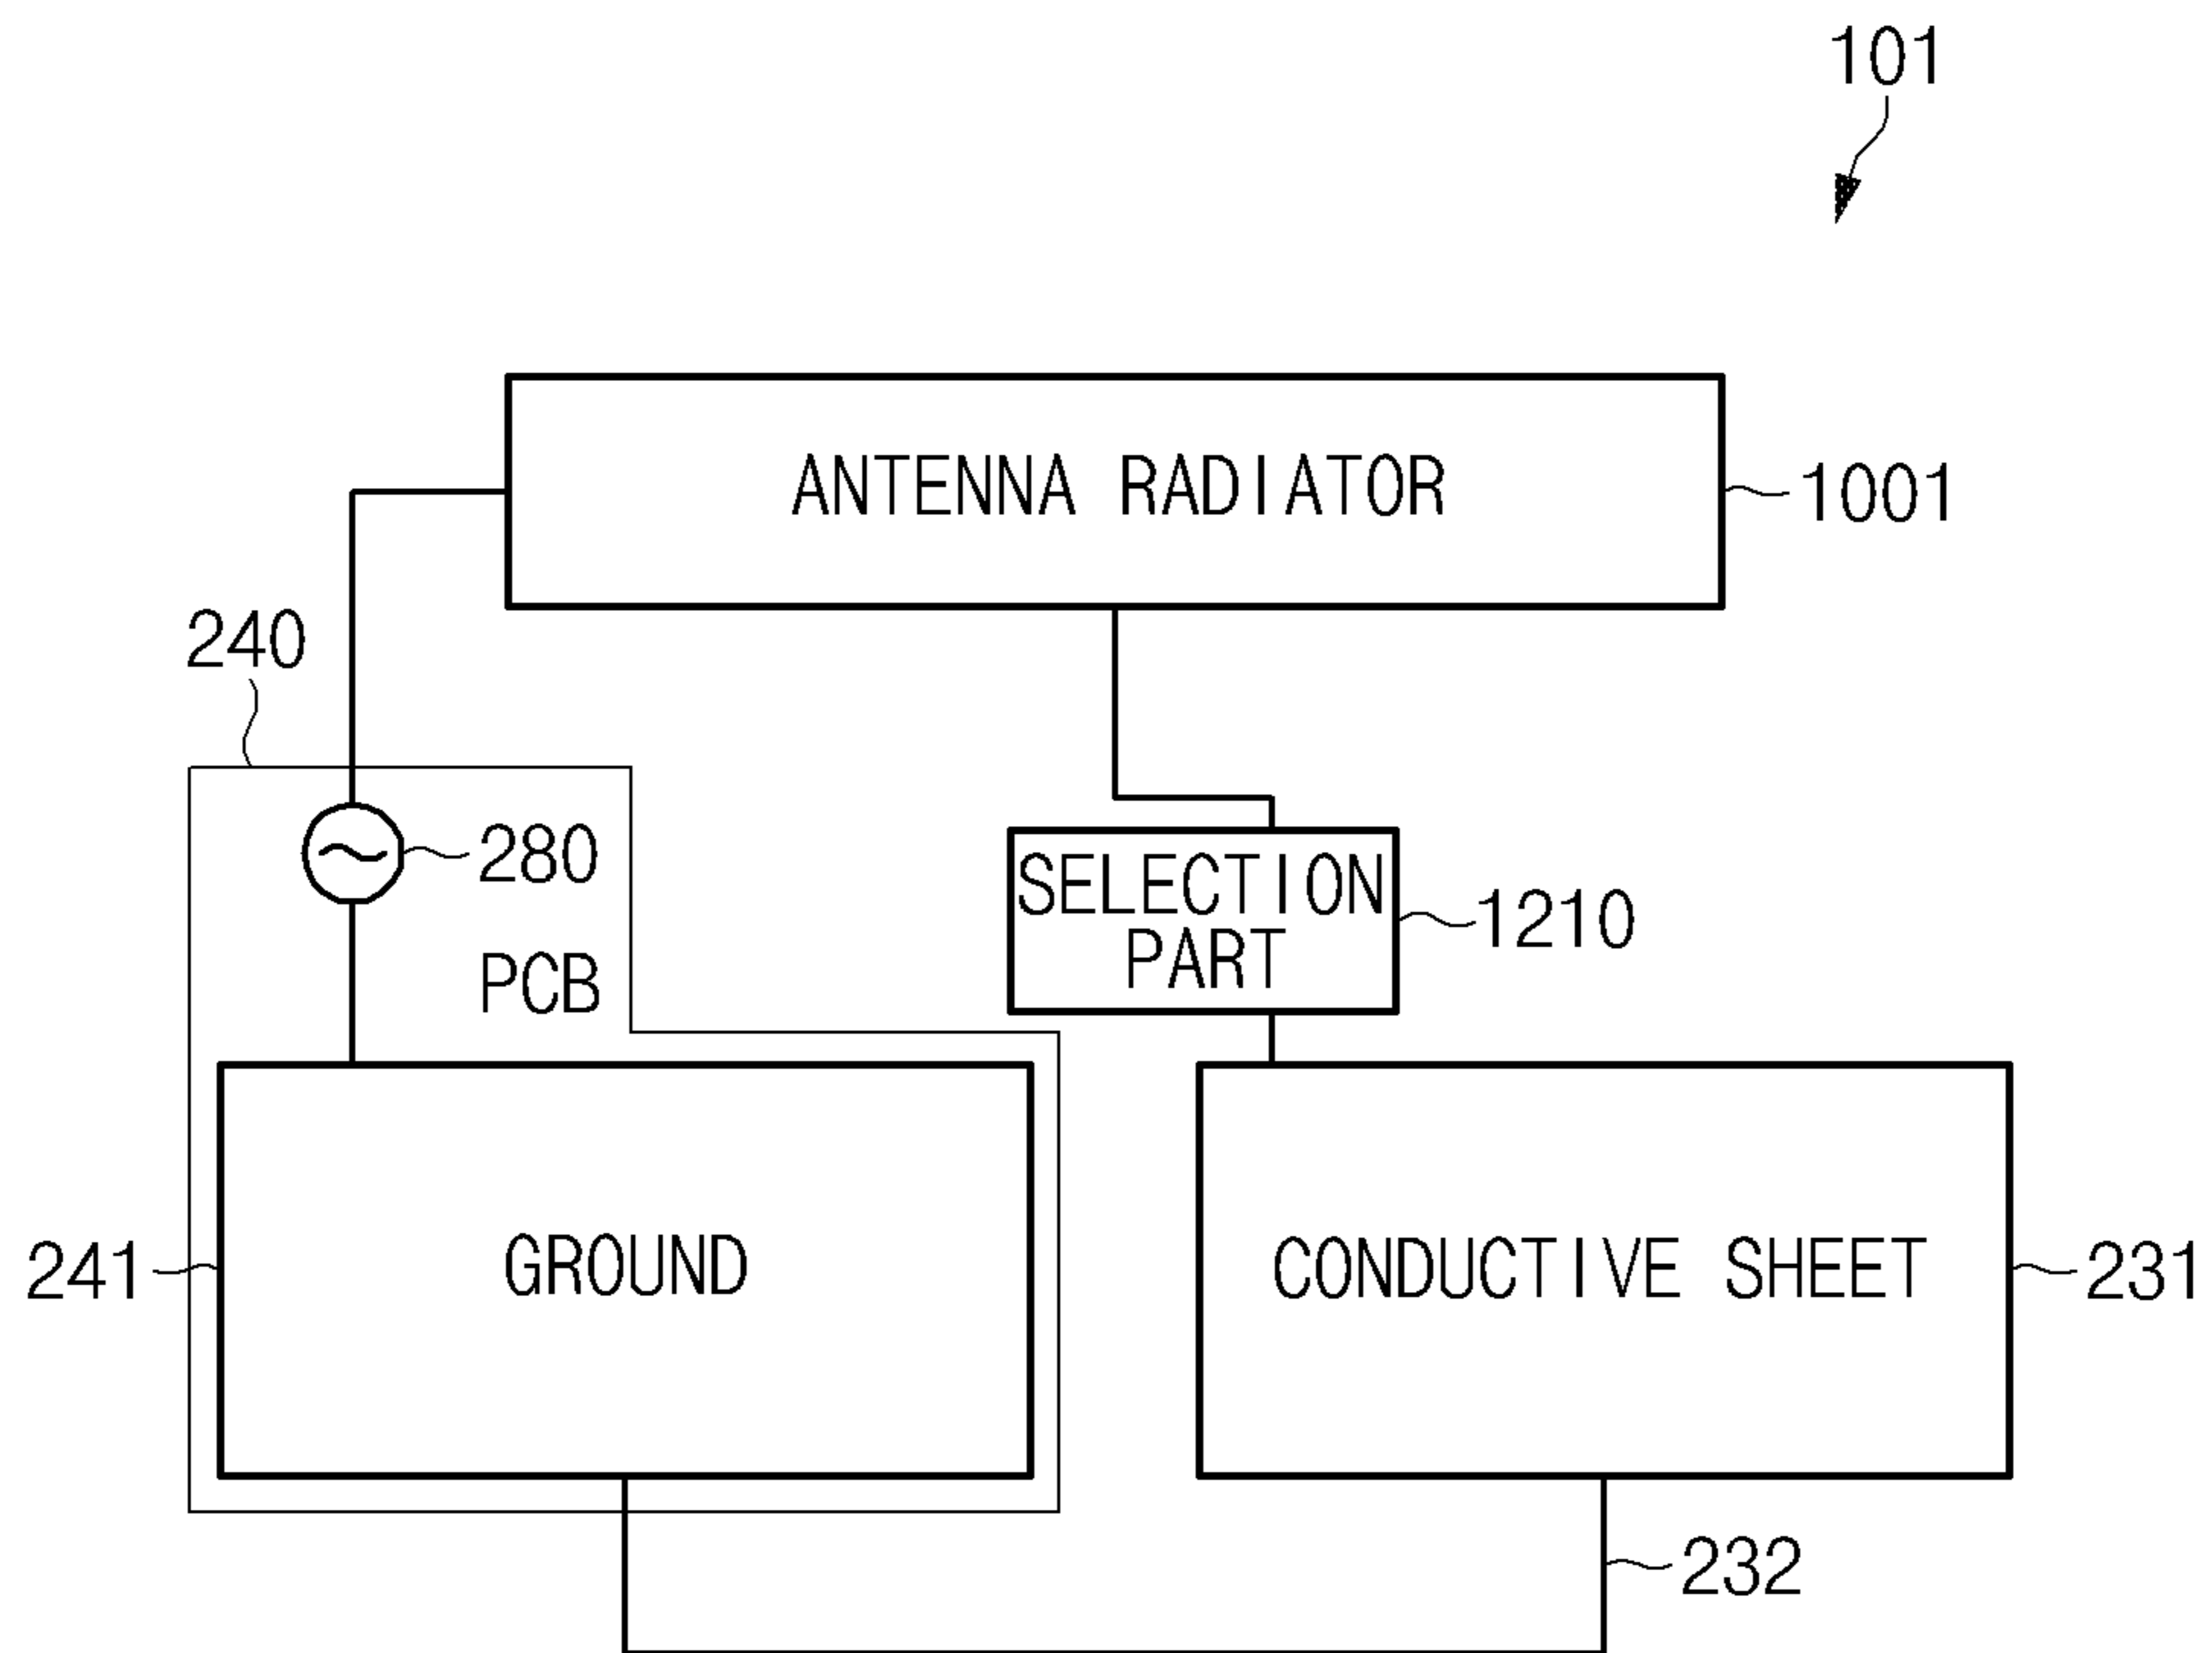 101
ANTENNA RADIATOR
1001
240
280
SELECTION
PART
1210
PCB
241
GROUND
CONDUCTIVE SHEET
231
232